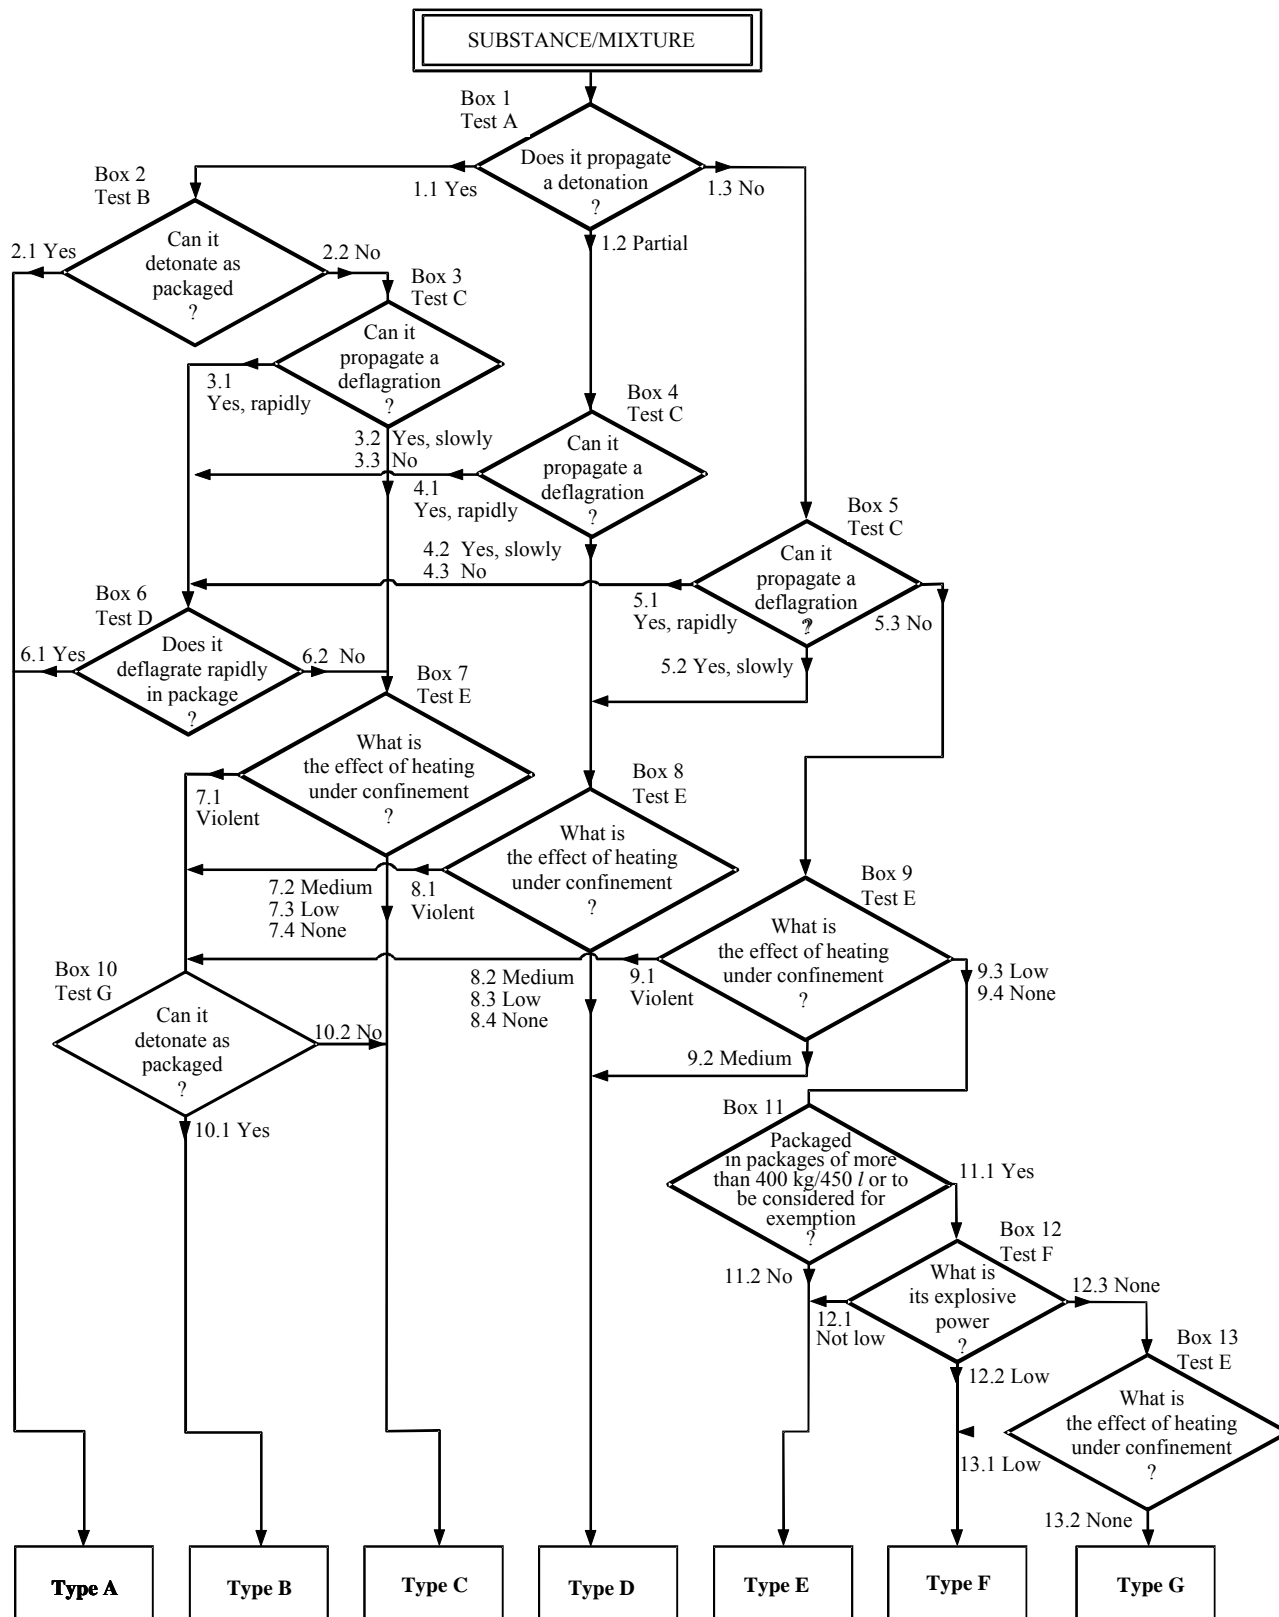 SUBSTANCE/MIXTURE
Box 1
Test A
Does it propagate
a detonation
?
1.1 Yes
1.3 No
1.2 Partial
Box 2
Test B
Can it
detonate as
packaged
?
2.1 Yes
2.2 No
Box 3
Test C
Can it
propagate a
deflagration
?
3.1
Yes, rapidly
3.2 Yes, slowly
3.3 No
Box 4
Test C
Can it
propagate a
deflagration
?
4.1
Yes, rapidly
4.2 Yes, slowly
4.3 No
Box 5
Test C
Can it
propagate a
deflagration
?
5.1
Yes, rapidly
5.3 No
5.2 Yes, slowly
Box 6
Test D
Does it
deflagrate rapidly
in package
?
6.1 Yes
6.2 No
Box 7
Test E
What is
the effect of heating
under confinement
?
7.1
Violent
7.2 Medium
7.3 Low
7.4 None
Box 8
Test E
What is
the effect of heating
under confinement
?
8.1
Violent
8.2 Medium
8.3 Low
8.4 None
Box 9
Test E
What is
the effect of heating
under confinement
?
9.1
Violent
9.3 Low
9.4 None
9.2 Medium
Box 10
Test G
Can it
detonate as
packaged
?
10.2 No
10.1 Yes
Box 11
Packaged
in packages of more
than 400 kg/450 l or to
be considered for
exemption
?
11.1 Yes
11.2 No
Box 12
Test F
What is
its explosive
power
?
12.1
Not low
12.3 None
12.2 Low
Box 13
Test E
What is
the effect of heating
under confinement
?
13.1 Low
13.2 None
Type A
Type B
Type C
Type D
Type E
Type F
Type G